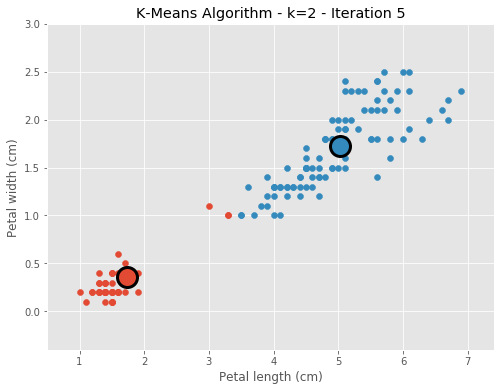 K-Means Algorithm - k=2 - Iteration 5
3.0
2.5
2.0
1.5
1.0
0.5
0.0
Petal width (cm)
1 2 3 4 5 6 7
Petal length (cm)